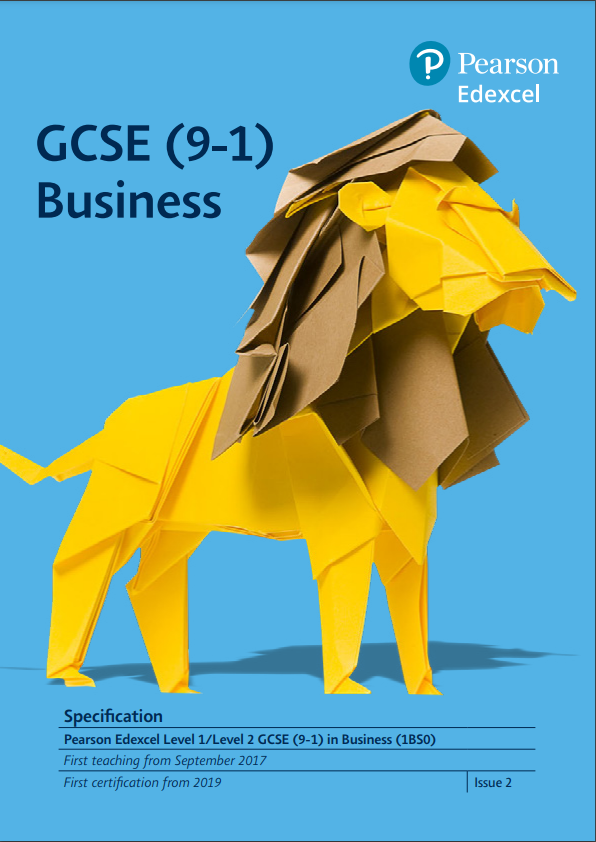 Pearson
Edexcel
GCSE (9-1)
Business
Specification
Pearson Edexcel Level 1/Level 2 GCSE (9-1) in Business (1BS0)
First teaching from September 2017
First certification from 2019
Issue 2